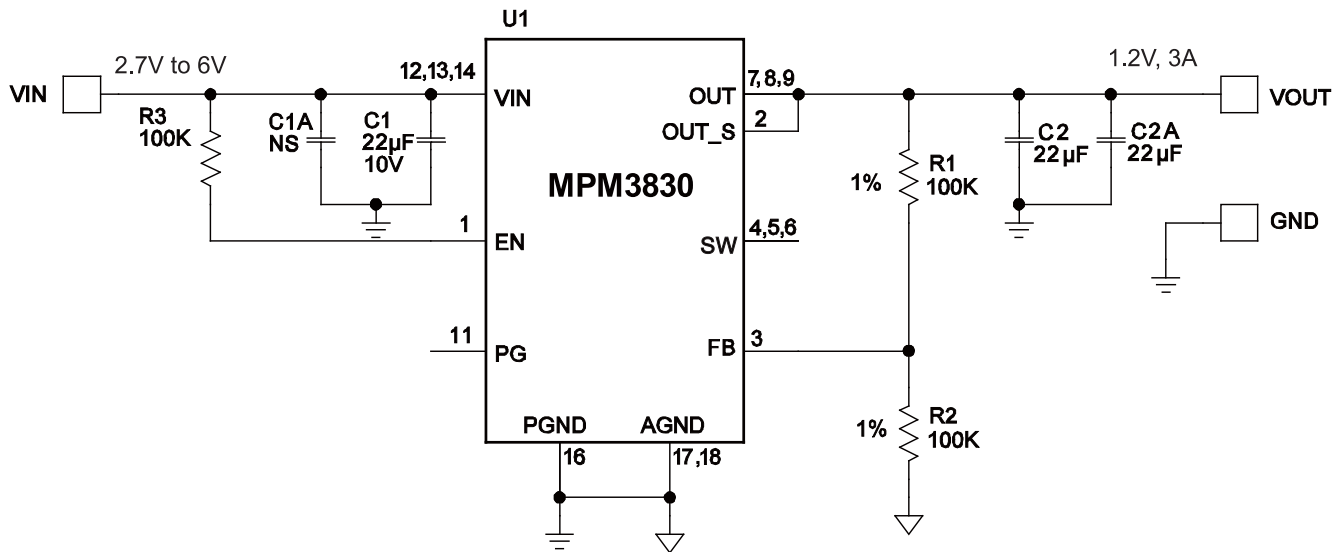 U1
2.7V to 6V
12,13,14
7,8,9
1.2V, 3A
VIN
VIN
OUT
VOUT
R3
100K
C1A
NS
C1
22µF
10V
OUT_S
2
C2
22µF
C2A
22µF
MPM3830
1%
R1
100K
1
EN
SW
4,5,6
GND
11
PG
FB
3
PGND
AGND
1%
R2
100K
16
17,18